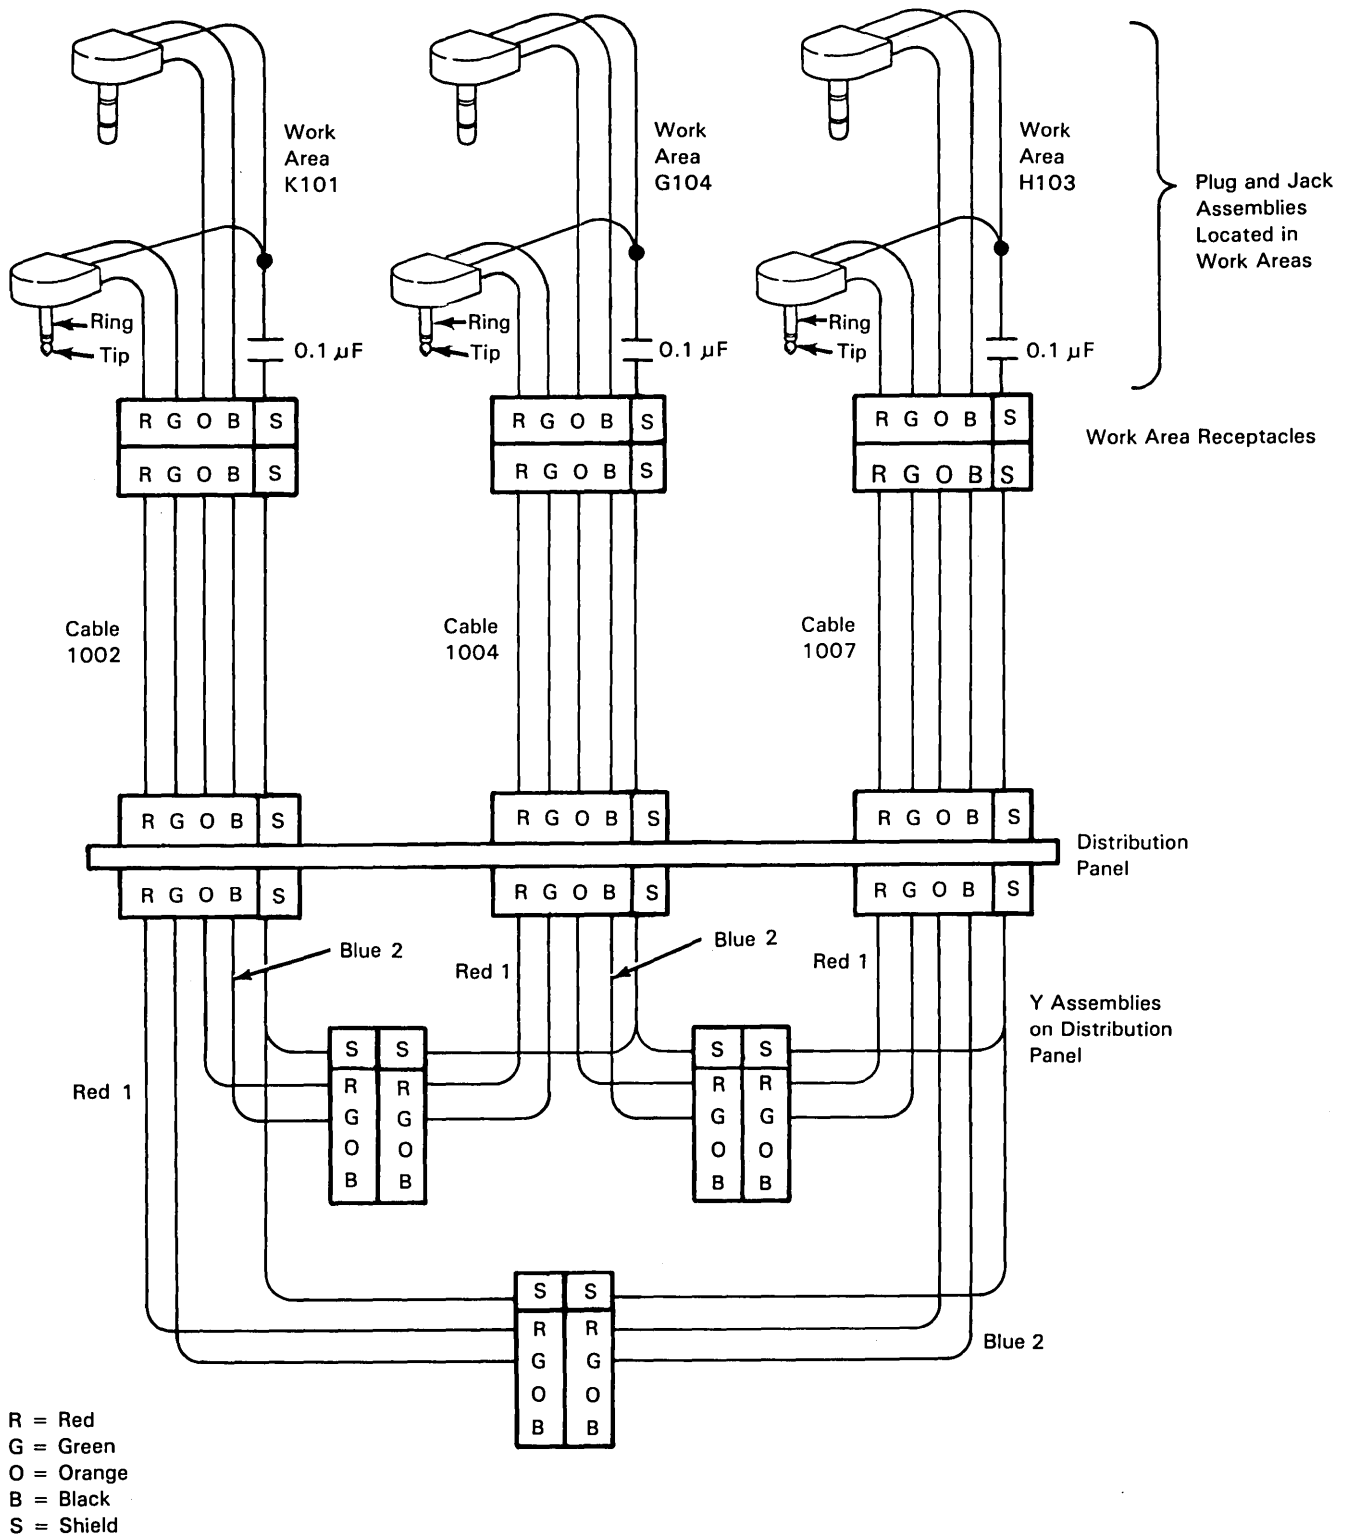 Work
Area
K101
Work
Area
G104
Work
Area
H103
Plug and Jack
Assemblies
Located in
Work Areas
Ring
Tip
0.1 µF
Ring
Tip
0.1 µF
Ring
Tip
0.1 µF
R G O B S
R G O B S
R G O B S
Work Area Receptacles
R G O B S
R G O B S
R G O B S
Cable
1002
Cable
1004
Cable
1007
R G O B S
R G O B S
R G O B S
Distribution
Panel
R G O B S
R G O B S
R G O B S
Blue 2
Red 1
Blue 2
Red 1
Y Assemblies
on Distribution
Panel
Red 1
S S
R R
G G
O O
B B
S S
R R
G G
O O
B B
S S
R R
G G
O O
B B
Blue 2
R = Red
G = Green
O = Orange
B = Black
S = Shield